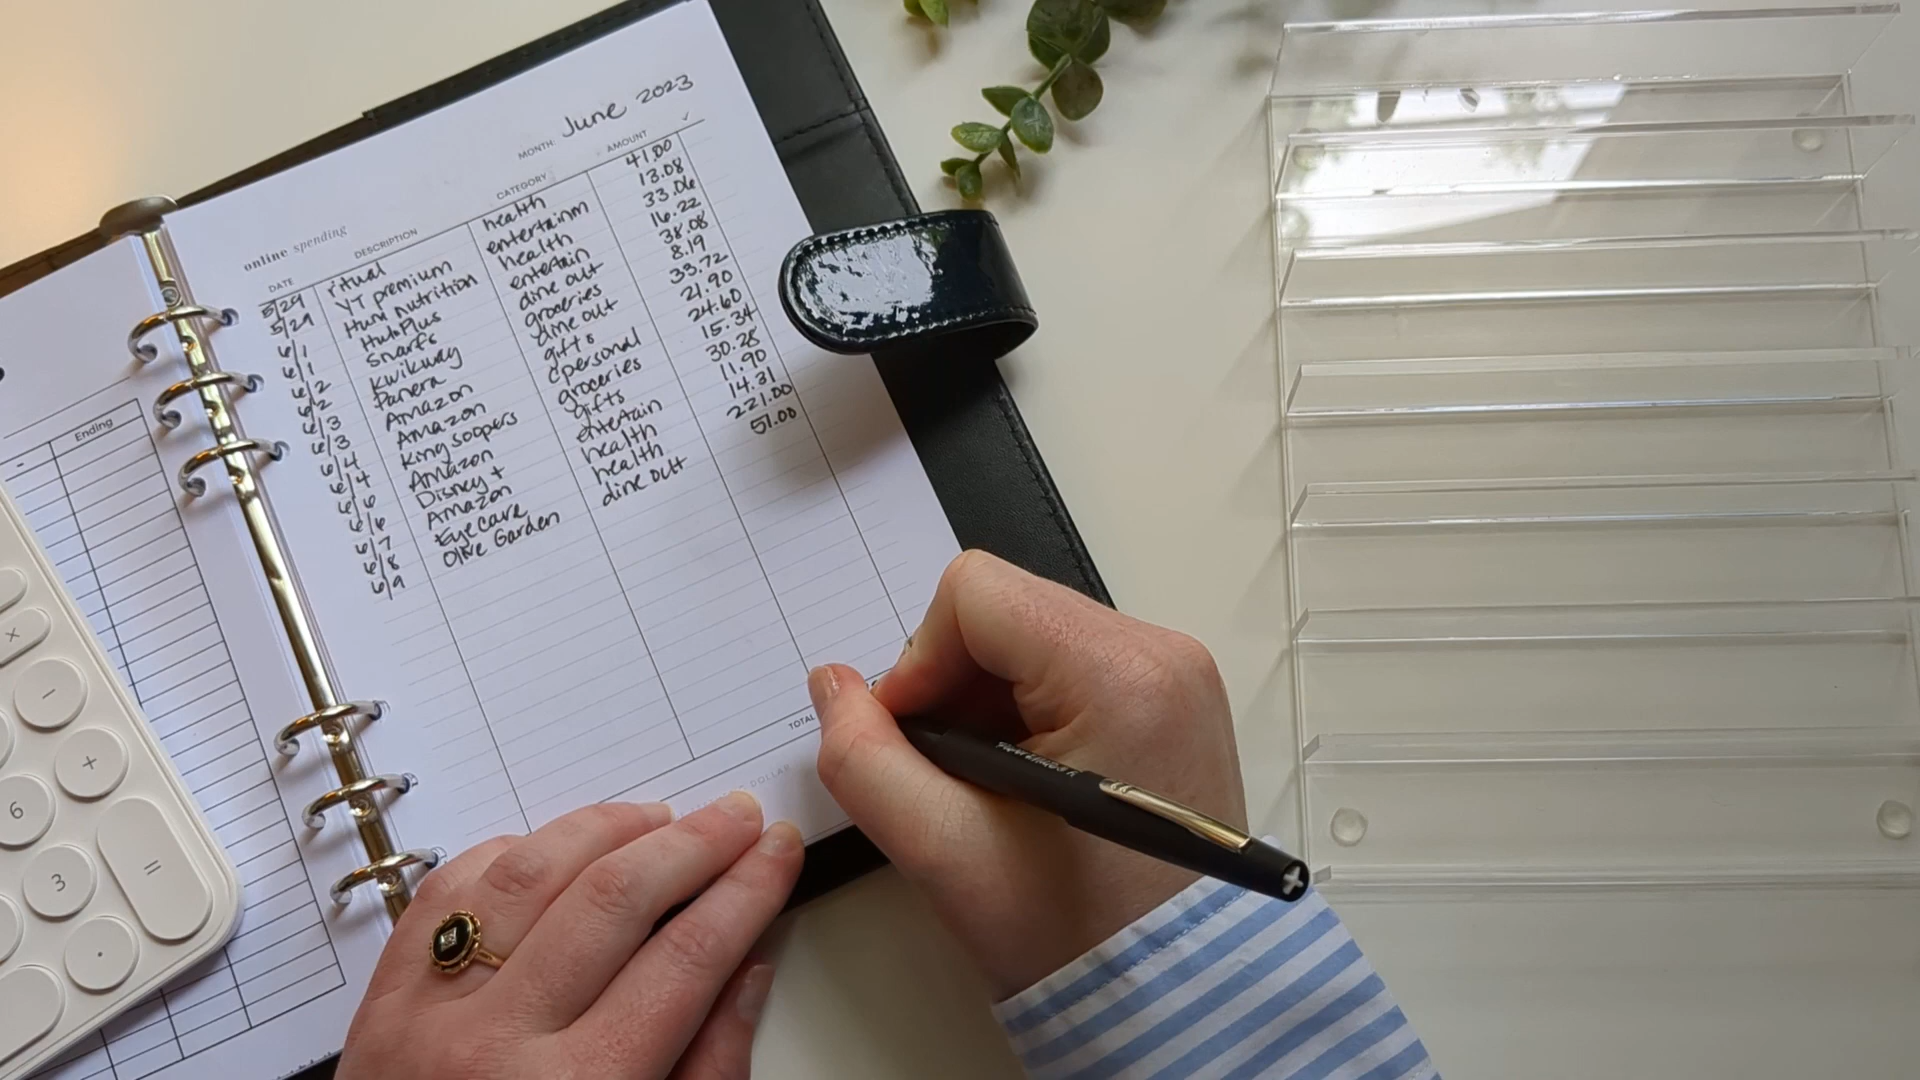 MONTH: June 2023
online spending
DATE DESCRIPTION CATEGORY AMOUNT ✓
5/29 ritual health 41.00
5/29 YT premium entertainm 13.08
6/1 Hum nutrition health 33.06
6/1 HuluPlus entertain 16.22
6/2 Snarfs dine out 38.08
6/2 Kwikway groceries 8.19
6/3 Panera dine out 33.72
6/3 Amazon gifts 21.90
6/4 Amazon personal 24.60
6/4 King soopers groceries 15.34
6/6 Amazon gifts 30.28
6/6 Disney + entertain 11.90
6/7 Amazon health 14.31
6/8 Eyecare health 221.00
6/9 Olive Garden dine out 51.00
TOTAL
DOLLAR
Ending
-
×
−
+
6
3
=
.